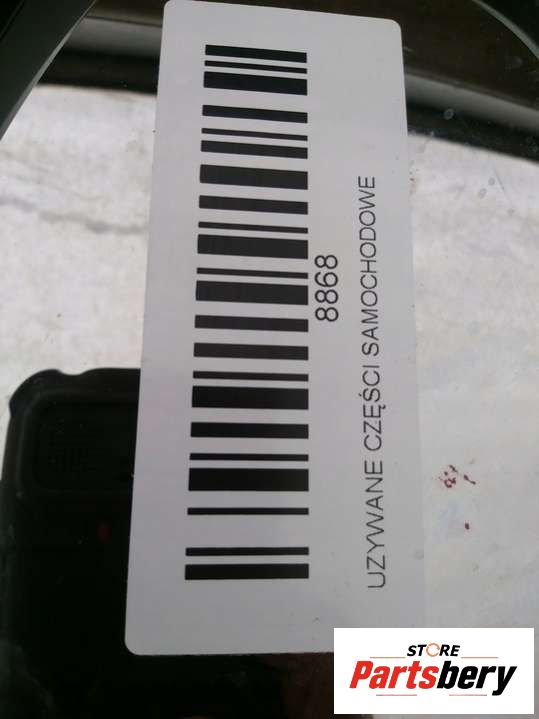 8868
UZYWANE CZĘŚCI SAMOCHODOWE
STORE
Partsbery